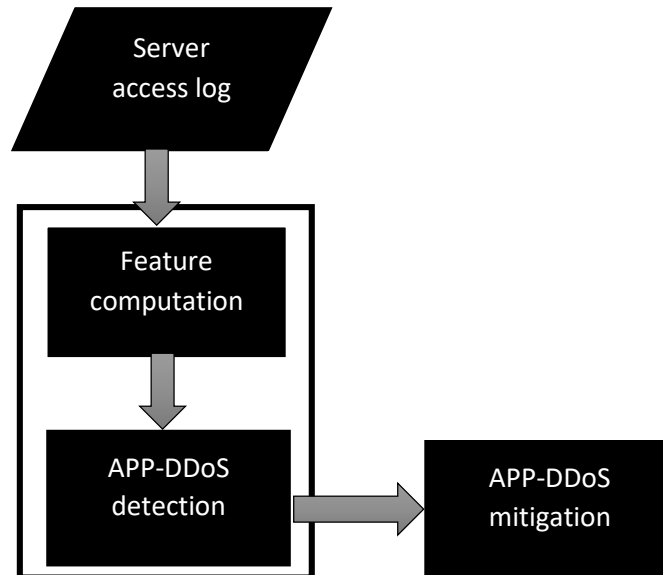 Server
access log
Feature
computation
APP-DDoS
detection
APP-DDoS
mitigation